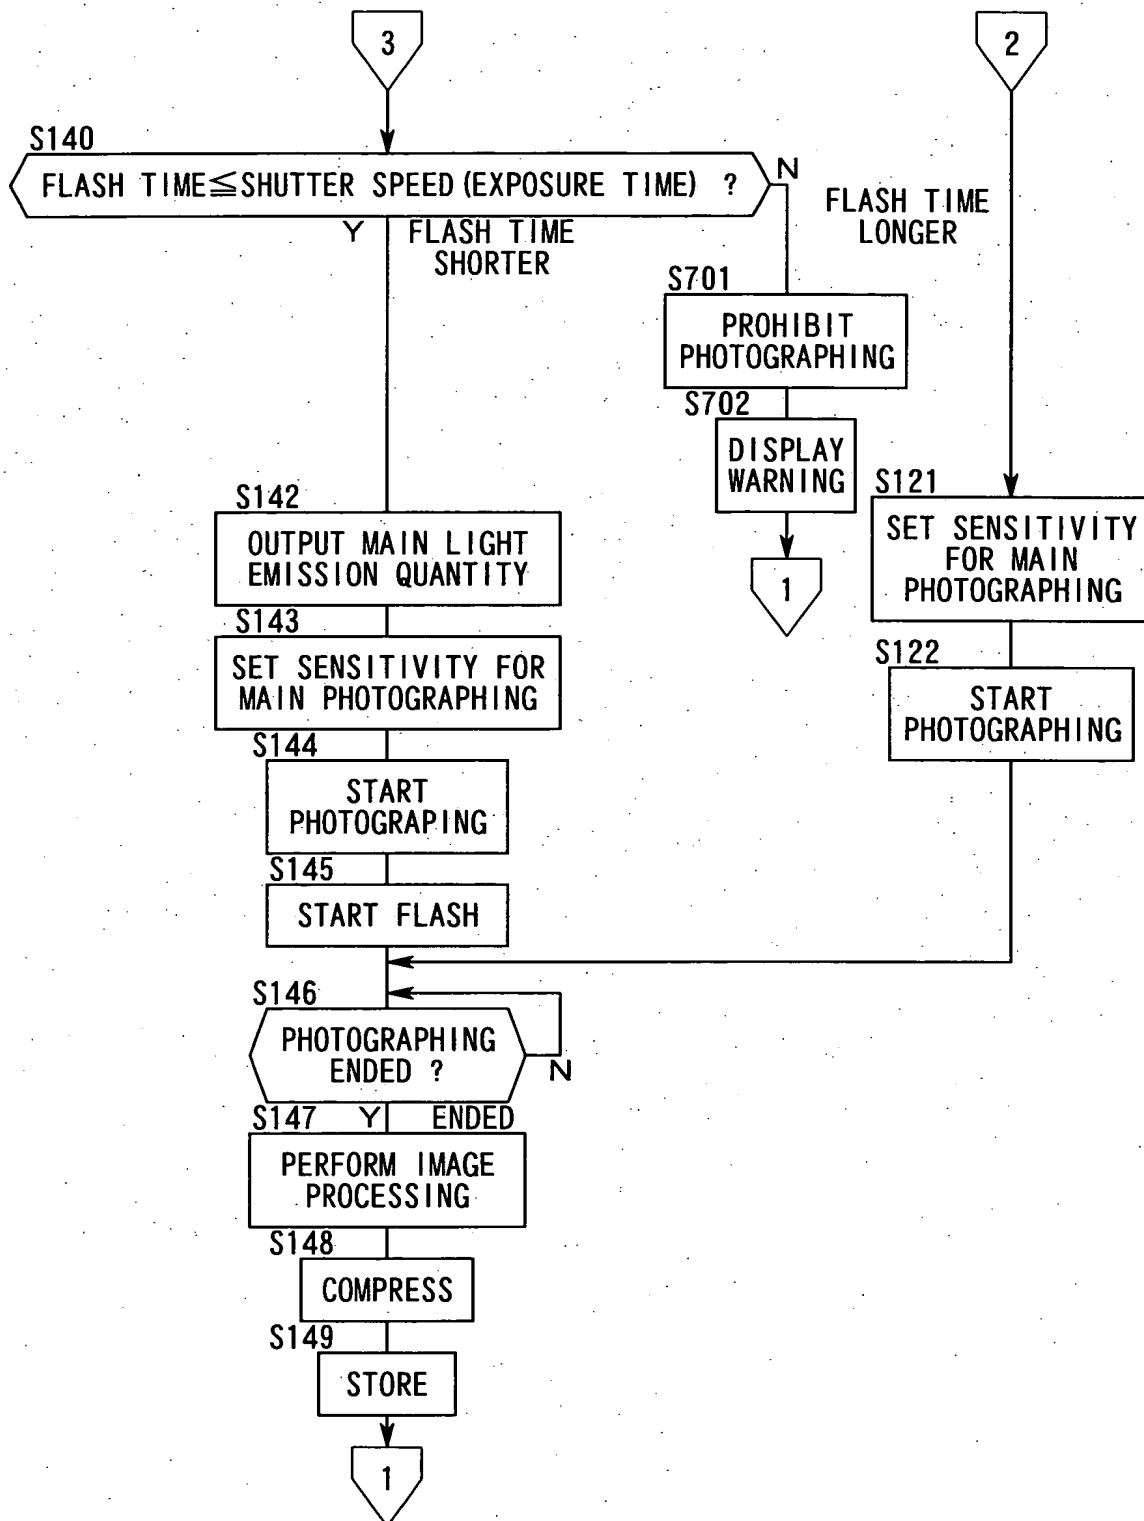 3
2
S140
FLASH TIME≦SHUTTER SPEED (EXPOSURE TIME) ?
N
Y
FLASH TIME
SHORTER
FLASH TIME
LONGER
S701
PROHIBIT
PHOTOGRAPHING
S702
DISPLAY
WARNING
1
S121
SET SENSITIVITY
FOR MAIN
PHOTOGRAPHING
S122
START
PHOTOGRAPHING
S142
OUTPUT MAIN LIGHT
EMISSION QUANTITY
S143
SET SENSITIVITY FOR
MAIN PHOTOGRAPHING
S144
START
PHOTOGRAPING
S145
START FLASH
S146
PHOTOGRAPHING
ENDED ?
N
S147
Y
ENDED
PERFORM IMAGE
PROCESSING
S148
COMPRESS
S149
STORE
1